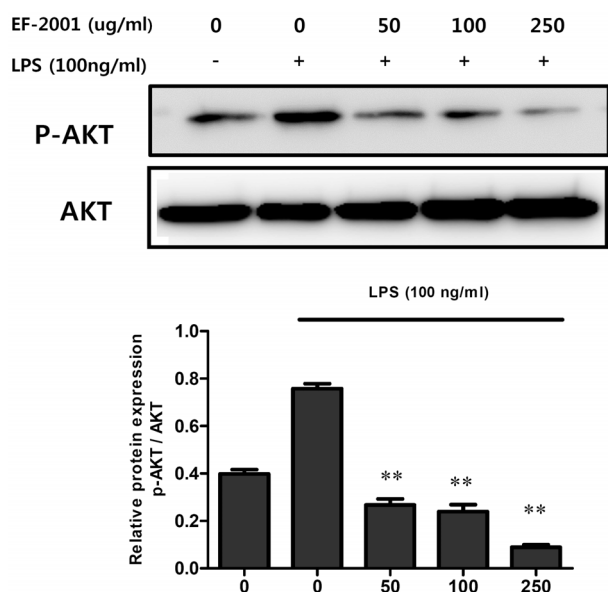 EF-2001 (ug/ml) 0 0 50 100 250
LPS (100ng/ml) - + + + +
P-AKT
AKT
LPS (100 ng/ml)
Relative protein expression
p-AKT / AKT
1.0
0.8
0.6
0.4
0.2
0.0
** ** **
0 0 50 100 250